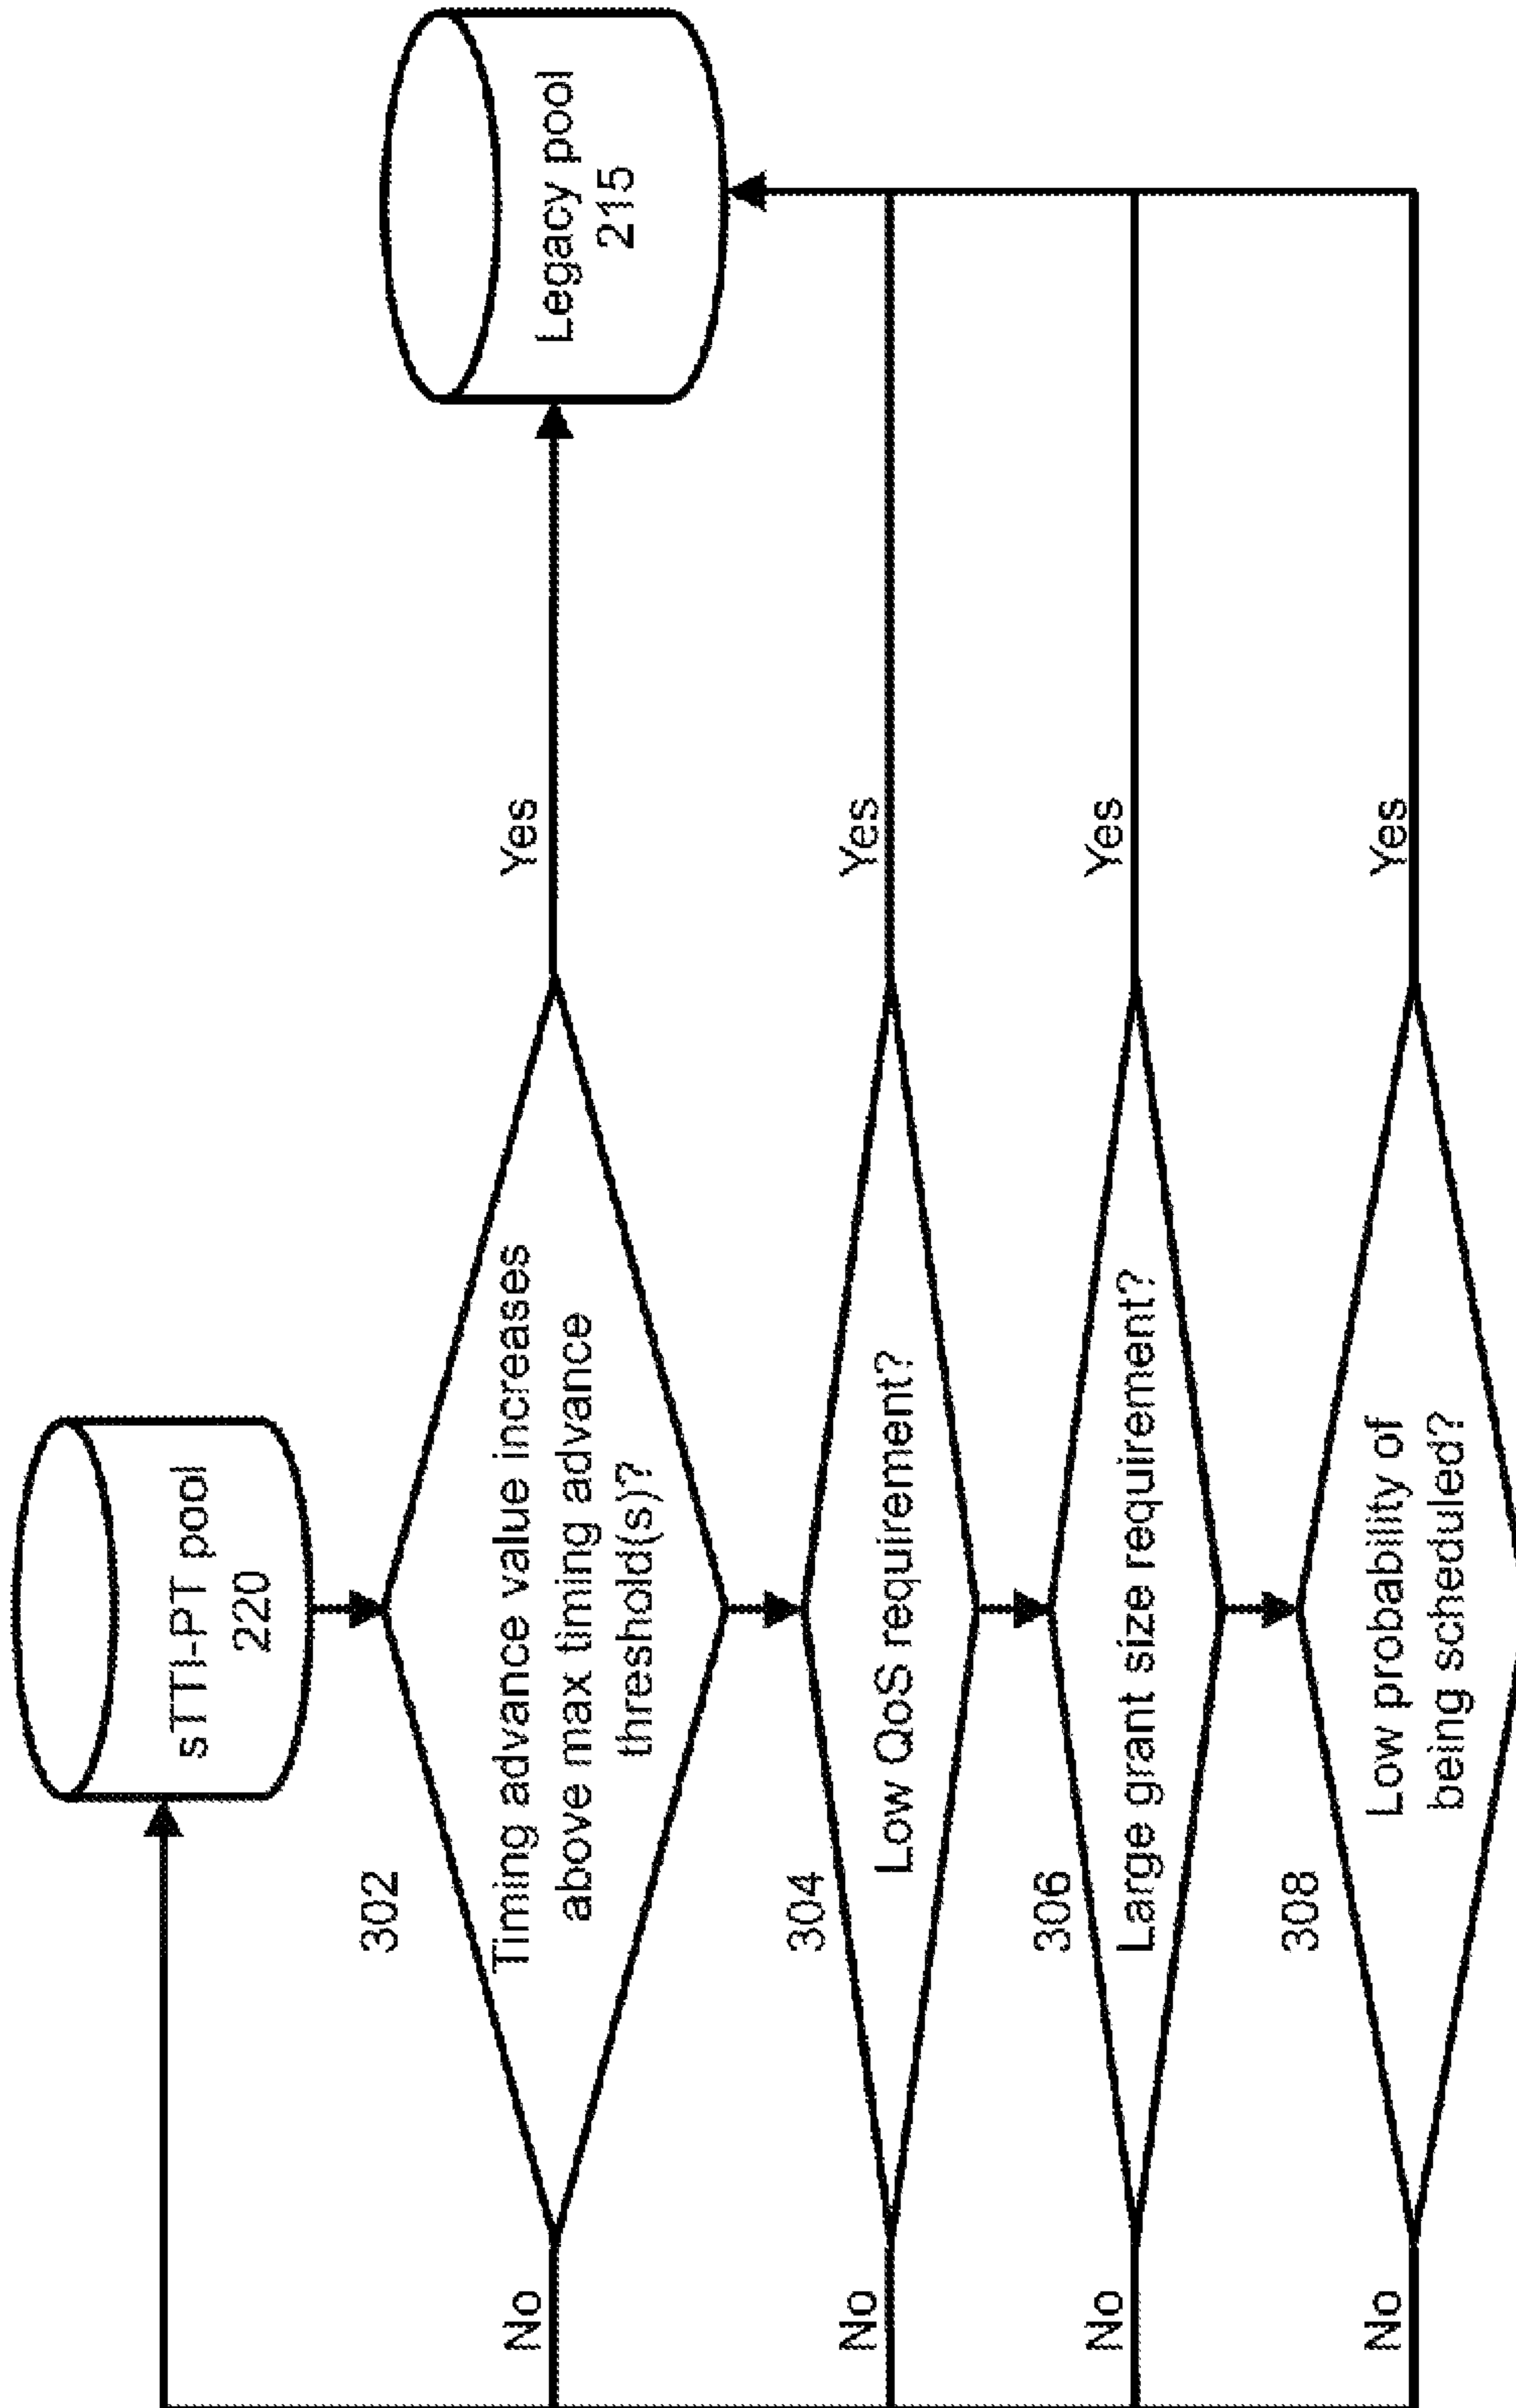 sTTI-PT pool
220
302
Timing advance value increases
above max timing advance
threshold(s)?
No
Yes
Legacy pool
215
304
Low QoS requirement?
No
Yes
306
Large grant size requirement?
No
Yes
308
Low probability of
being scheduled?
No
Yes